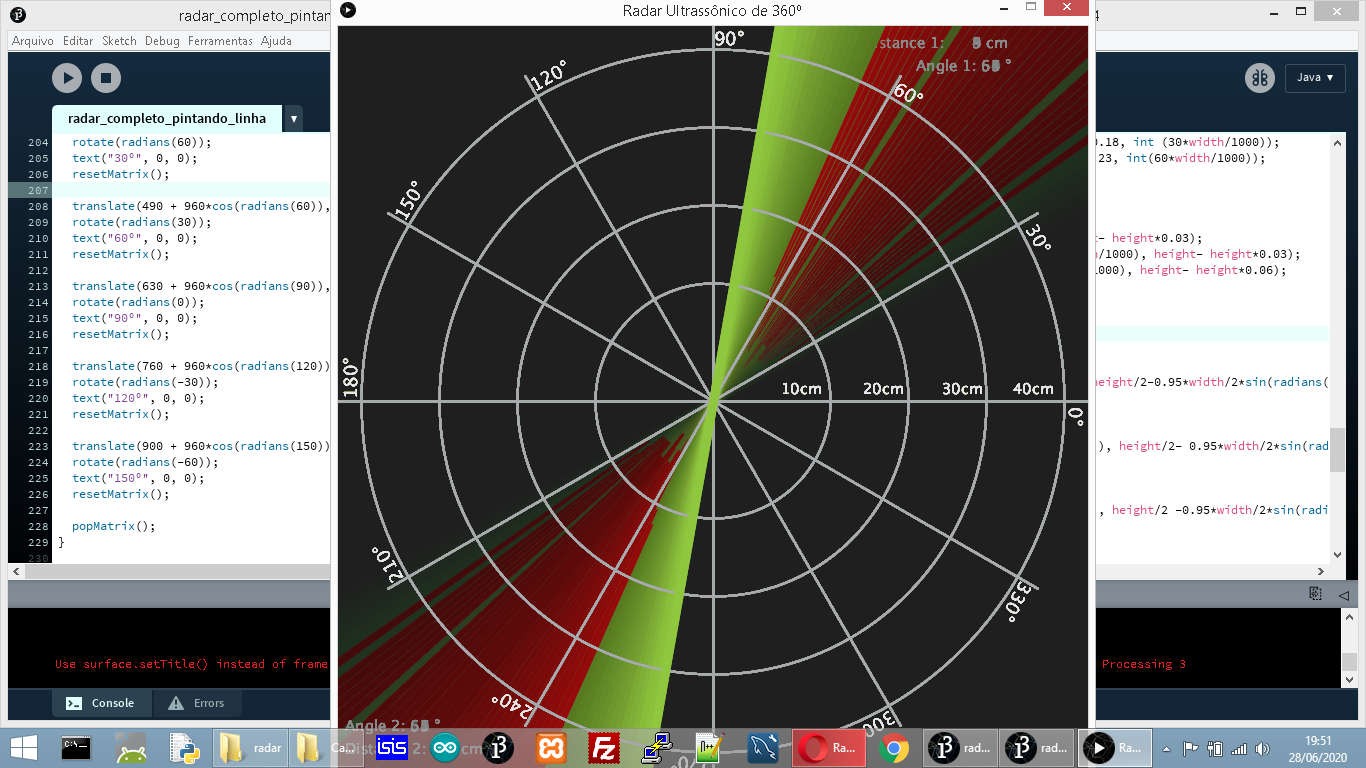 radar_completo_pintan
Radar Ultrassônico de 360º
Arquivo Editar Sketch Debug Ferramentas Ajuda
Java ▾
radar_completo_pintando_linha
204 rotate(radians(60));
205 text("30º", 0, 0);
206 resetMatrix();
207
208 translate(490 + 960*cos(radians(60)),
209 rotate(radians(30));
210 text("60º", 0, 0);
211 resetMatrix();
212
213 translate(630 + 960*cos(radians(90)),
214 rotate(radians(0));
215 text("90º", 0, 0);
216 resetMatrix();
217
218 translate(760 + 960*cos(radians(120))
219 rotate(radians(-30));
220 text("120º", 0, 0);
221 resetMatrix();
222
223 translate(900 + 960*cos(radians(150))
224 rotate(radians(-60));
225 text("150º", 0, 0);
226 resetMatrix();
227
228 popMatrix();
229 }
230
Use surface.setTitle() instead of frame
Console
Errors
90°
stance 1: cm
Angle 1: °
120°
60°
150°
30°
180°
10cm 20cm 30cm 40cm
0°
210°
330°
240°
300
Angle 2: °
2: cm
0.18, int (30*width/1000));
23, int(60*width/1000));
- height*0.03);
/1000), height- height*0.03);
1000), height- height*0.06);
height/2-0.95*width/2*sin(radians(
), height/2- 0.95*width/2*sin(rad
, height/2 -0.95*width/2*sin(radi
Processing 3
radar
Ca...
isis
Fz
Ra...
rad...
rad...
Ra...
19:51
28/06/2020